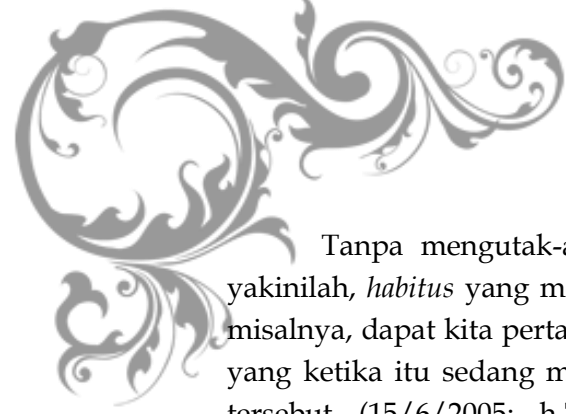 Tanpa mengutak-a
yakinilah, habitus yang m
misalnya, dapat kita perta
yang ketika itu sedang m